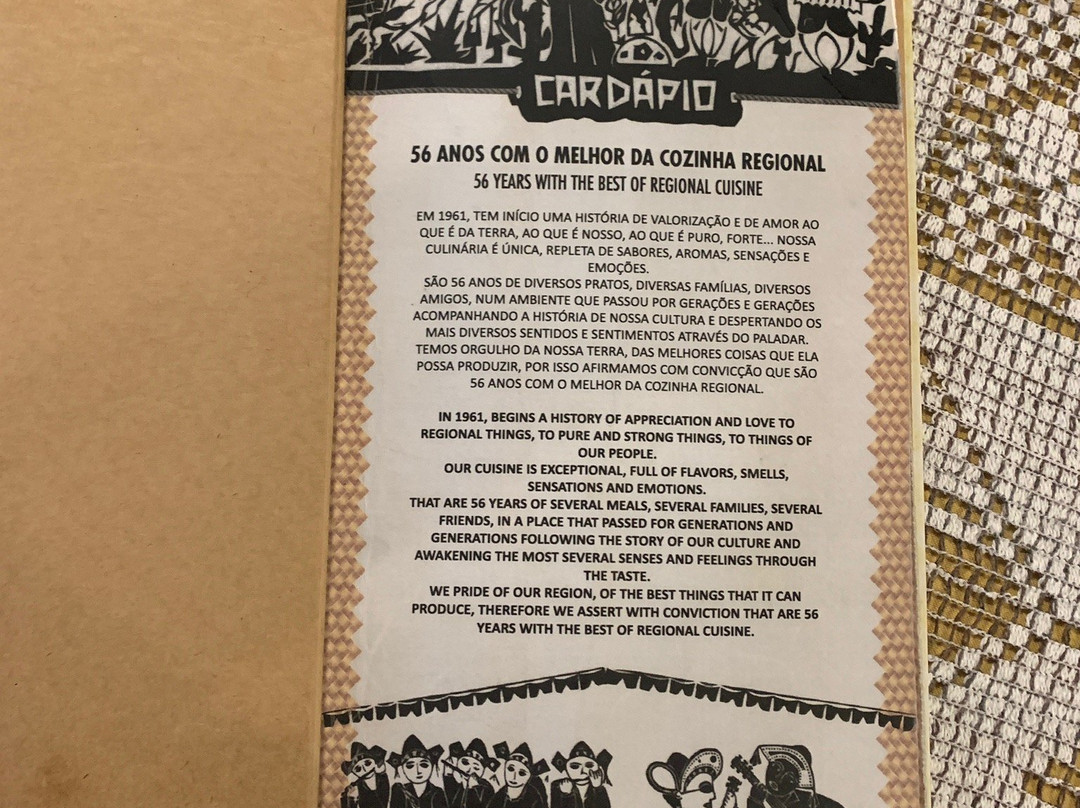 CARDÁPIO
56 ANOS COM O MELHOR DA COZINHA REGIONAL
56 YEARS WITH THE BEST OF REGIONAL CUISINE
EM 1961, TEM INÍCIO UMA HISTÓRIA DE VALORIZAÇÃO E DE AMOR AO
QUE É DA TERRA, AO QUE É NOSSO, AO QUE É PURO, FORTE... NOSSA
CULINÁRIA É ÚNICA, REPLETA DE SABORES, AROMAS, SENSAÇÕES E
EMOÇÕES.
SÃO 56 ANOS DE DIVERSOS PRATOS, DIVERSAS FAMÍLIAS, DIVERSOS
AMIGOS, NUM AMBIENTE QUE PASSOU POR GERAÇÕES E GERAÇÕES
ACOMPANHANDO A HISTÓRIA DE NOSSA CULTURA E DESPERTANDO OS
MAIS DIVERSOS SENTIDOS E SENTIMENTOS ATRAVÉS DO PALADAR.
TEMOS ORGULHO DA NOSSA TERRA, DAS MELHORES COISAS QUE ELA
POSSA PRODUZIR, POR ISSO AFIRMAMOS COM CONVICÇÃO QUE SÃO
56 ANOS COM O MELHOR DA COZINHA REGIONAL.
IN 1961, BEGINS A HISTORY OF APPRECIATION AND LOVE TO
REGIONAL THINGS, TO PURE AND STRONG THINGS, TO THINGS OF
OUR PEOPLE.
OUR CUISINE IS EXCEPTIONAL, FULL OF FLAVORS, SMELLS,
SENSATIONS AND EMOTIONS.
THAT ARE 56 YEARS OF SEVERAL MEALS, SEVERAL FAMILIES, SEVERAL
FRIENDS, IN A PLACE THAT PASSED FOR GENERATIONS AND
GENERATIONS FOLLOWING THE STORY OF OUR CULTURE AND
AWAKENING THE MOST SEVERAL SENSES AND FEELINGS THROUGH
THE TASTE.
WE PRIDE OF OUR REGION, OF THE BEST THINGS THAT IT CAN
PRODUCE, THEREFORE WE ASSERT WITH CONVICTION THAT ARE 56
YEARS WITH THE BEST OF REGIONAL CUISINE.